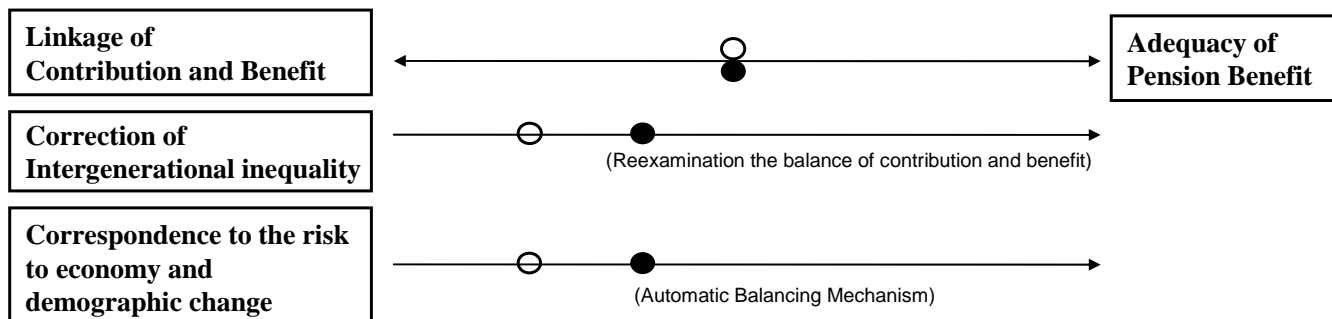 Linkage of
Contribution and Benefit
Adequacy of
Pension Benefit
Correction of
Intergenerational inequality
(Reexamination the balance of contribution and benefit)
Correspondence to the risk
to economy and
demographic change
(Automatic Balancing Mechanism)